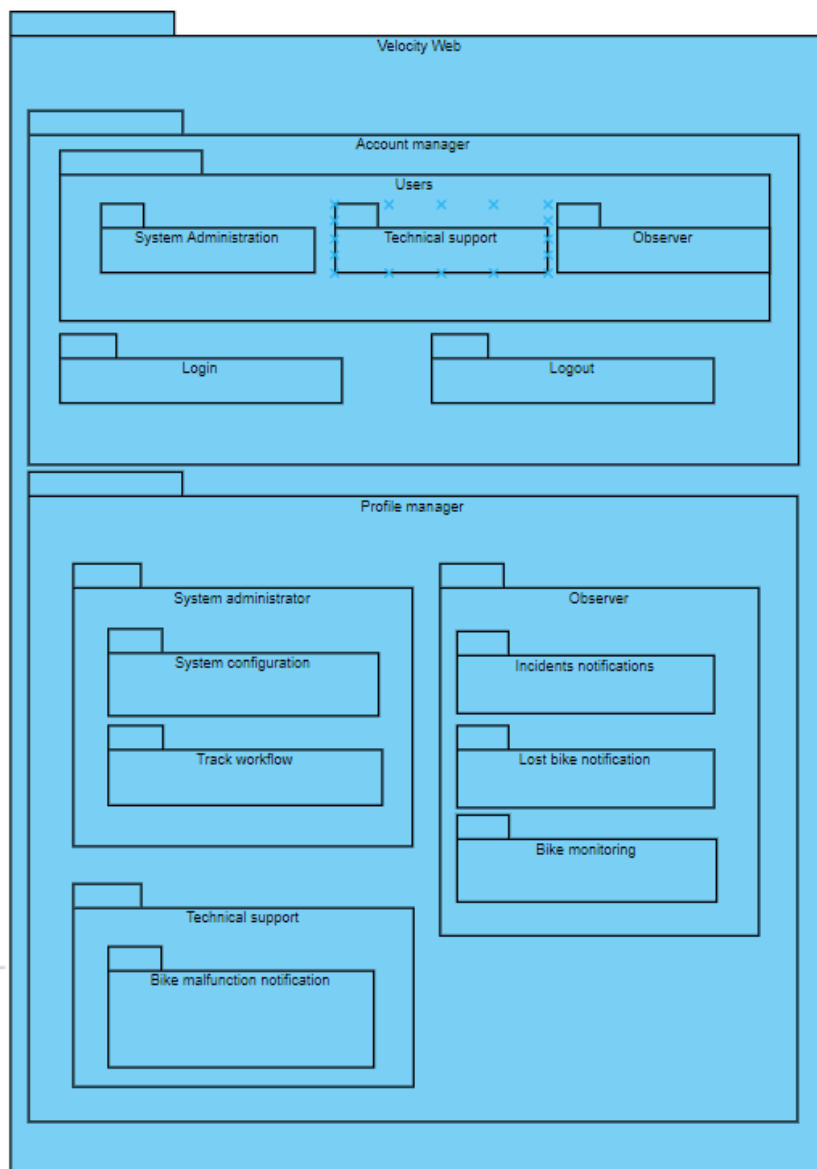 Velocity Web
Account manager
Users
System Administration
Technical support
Observer
Login
Logout
Profile manager
System administrator
System configuration
Track workflow
Observer
Incidents notifications
Lost bike notification
Bike monitoring
Technical support
Bike malfunction notification